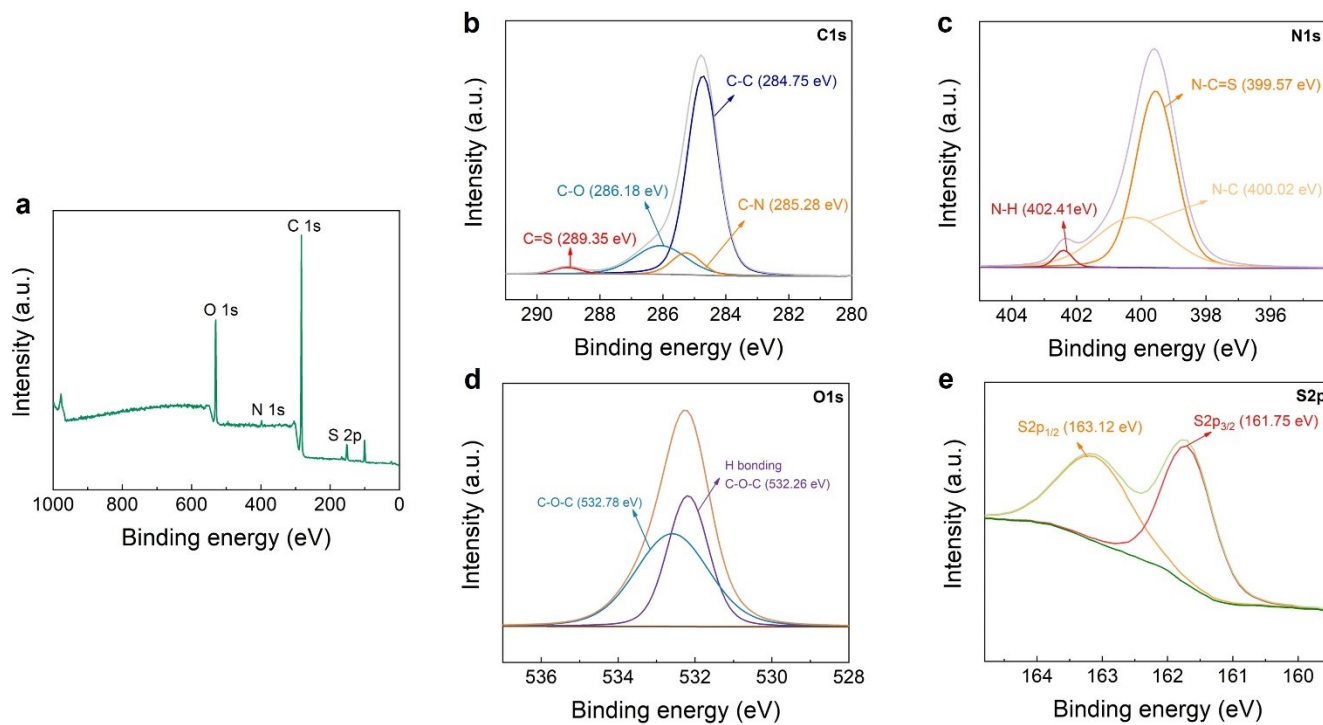 a
Intensity (a.u.)
C 1s
O 1s
N 1s
S 2p
1000 800 600 400 200 0
Binding energy (eV)
b
C1s
Intensity (a.u.)
C-C (284.75 eV)
C-O (286.18 eV)
C-N (285.28 eV)
C=S (289.35 eV)
290 288 286 284 282 280
Binding energy (eV)
c
N1s
Intensity (a.u.)
N-C=S (399.57 eV)
N-C (400.02 eV)
N-H (402.41eV)
404 402 400 398 396
Binding energy (eV)
d
O1s
Intensity (a.u.)
H bonding
C-O-C (532.78 eV)
C-O-C (532.26 eV)
536 534 532 530 528
Binding energy (eV)
e
S2p
Intensity (a.u.)
S2p1/2 (163.12 eV)
S2p3/2 (161.75 eV)
164 163 162 161 160
Binding energy (eV)